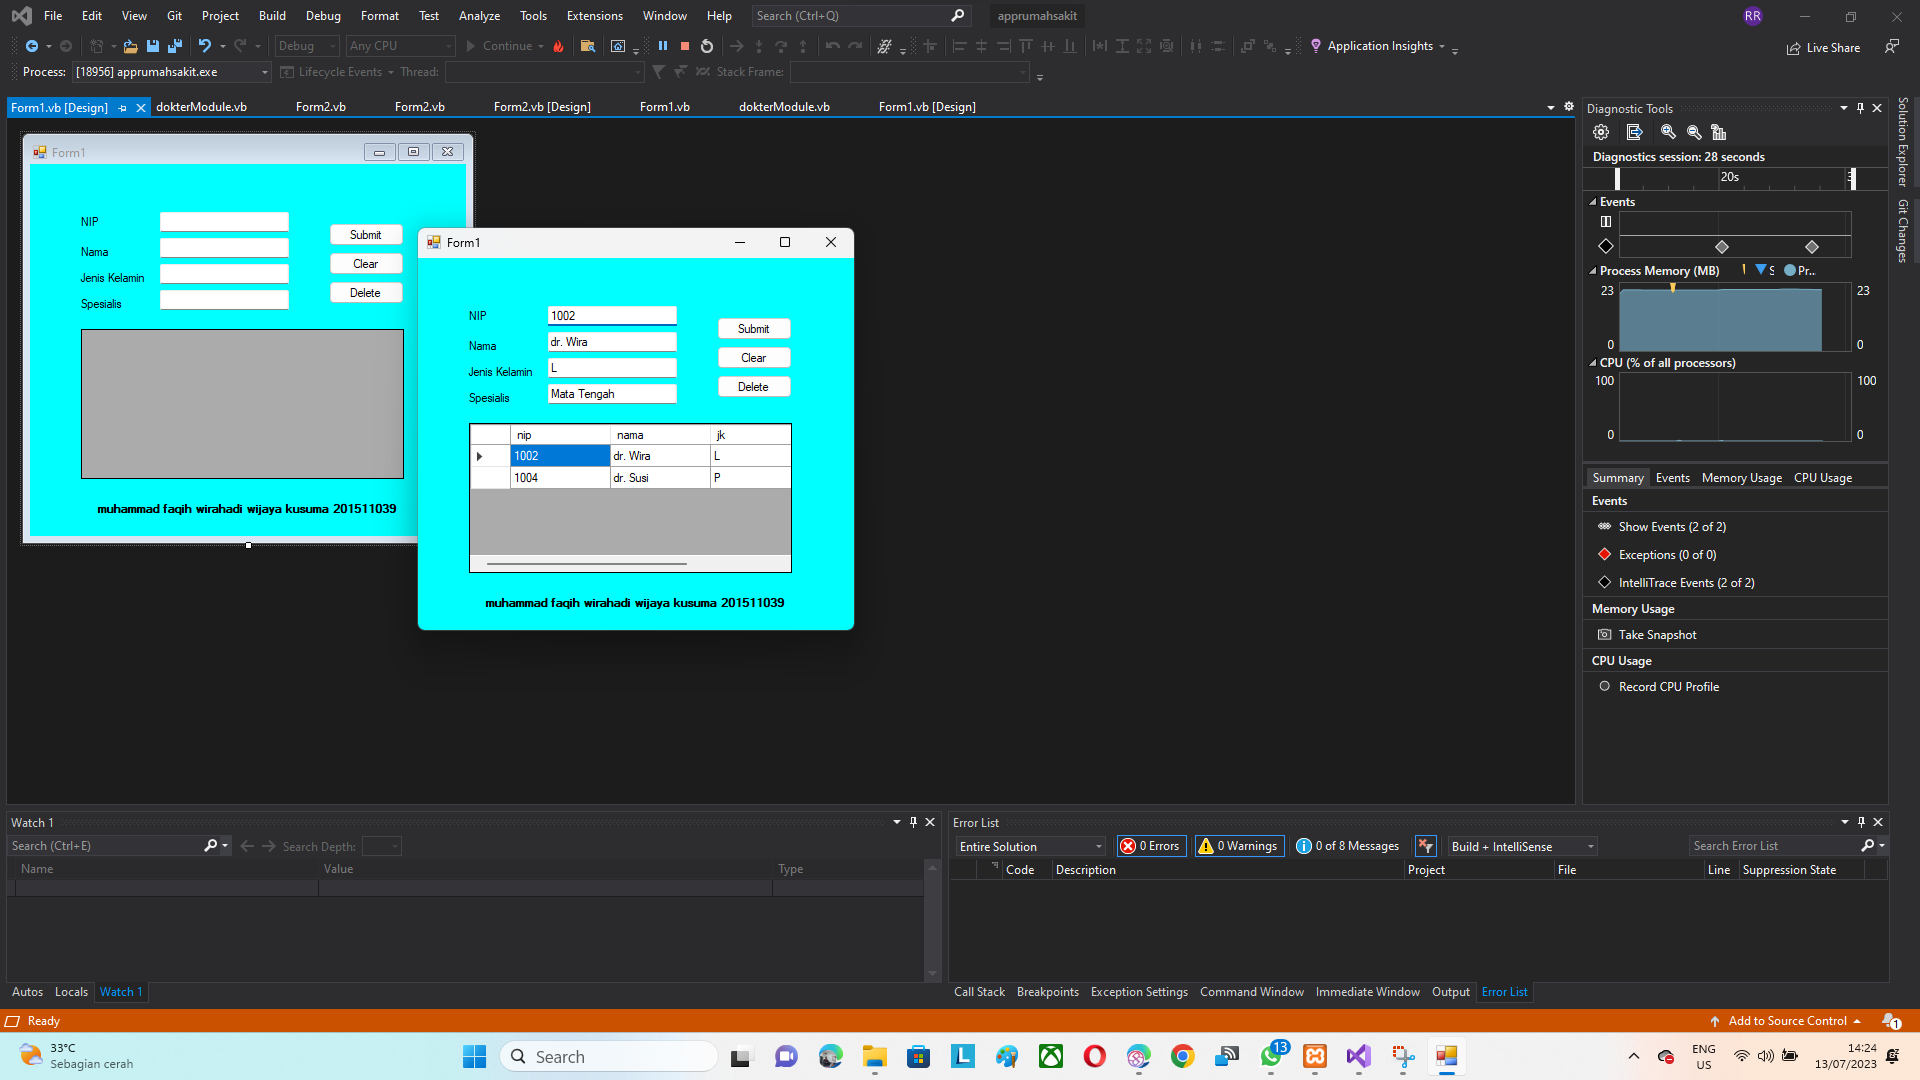 File Edit View Git Project Build Debug Format Test Analyze Tools Extensions Window Help Search (Ctrl+Q) apprumahsakit RR
Debug Any CPU Continue Application Insights Live Share
Process: [18956] apprumahsakit.exe Lifecycle Events Thread: Stack Frame:
Form1.vb [Design] dokterModule.vb Form2.vb Form2.vb Form2.vb [Design] Form1.vb dokterModule.vb Form1.vb [Design]
Form1
NIP
Nama
Jenis Kelamin
Spesialis
Submit
Clear
Delete
muhammad faqih wirahadi wijaya kusuma 201511039
Form1
NIP 1002
Nama dr. Wira
Jenis Kelamin L
Spesialis Mata Tengah
Submit
Clear
Delete
nip nama jk
1002 dr. Wira L
1004 dr. Susi P
muhammad faqih wirahadi wijaya kusuma 201511039
Diagnostic Tools
Diagnostics session: 28 seconds
20s
Events
Process Memory (MB) S Pr...
23 23
0 0
CPU (% of all processors)
100 100
0 0
Summary Events Memory Usage CPU Usage
Events
Show Events (2 of 2)
Exceptions (0 of 0)
IntelliTrace Events (2 of 2)
Memory Usage
Take Snapshot
CPU Usage
Record CPU Profile
Solution Explorer
Git Changes
Watch 1
Search (Ctrl+E) Search Depth:
Name Value Type
Autos Locals Watch 1
Error List
Entire Solution 0 Errors 0 Warnings 0 of 8 Messages Build + IntelliSense Search Error List
Code Description Project File Line Suppression State
Call Stack Breakpoints Exception Settings Command Window Immediate Window Output Error List
Ready Add to Source Control 1
33°C
Sebagian cerah
Search
L
13
ENG
US
14:24
13/07/2023